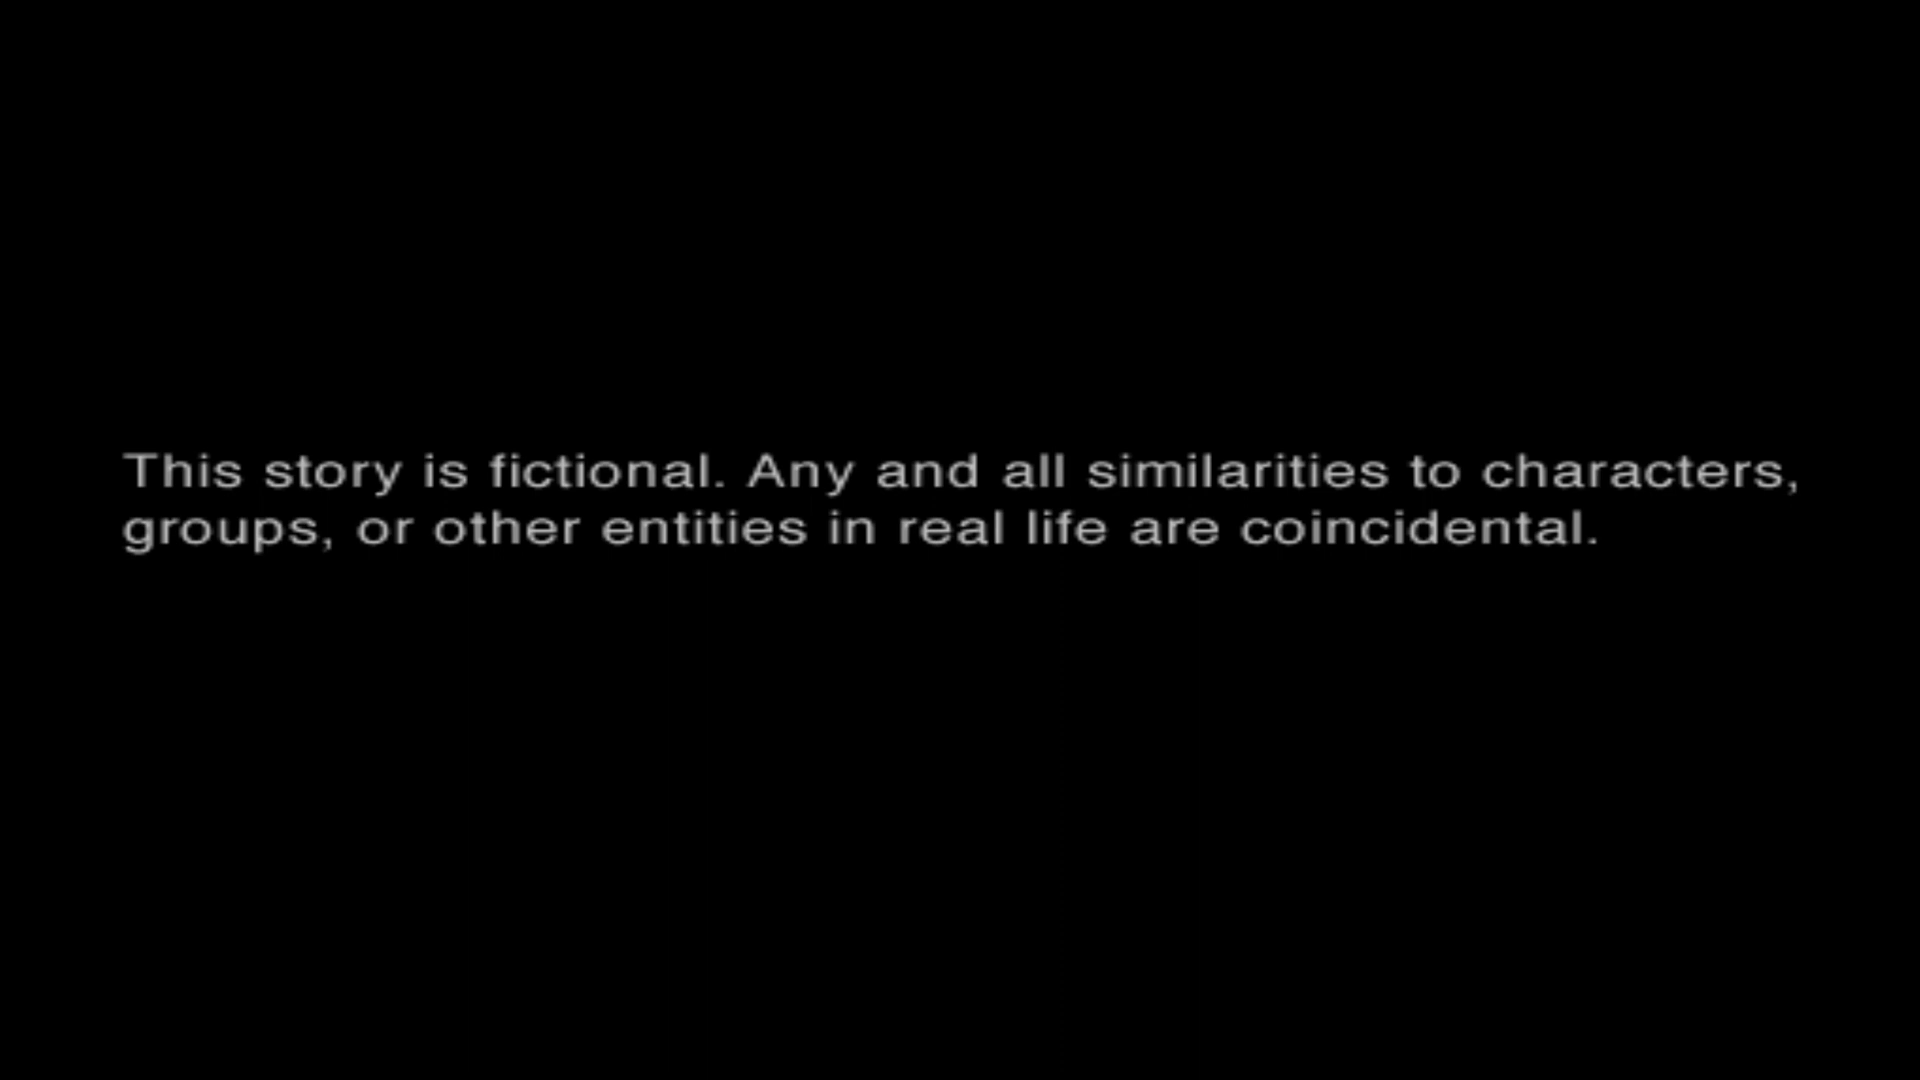 This story is fictional. Any and all similarities to characters,
groups, or other entities in real life are coincidental.